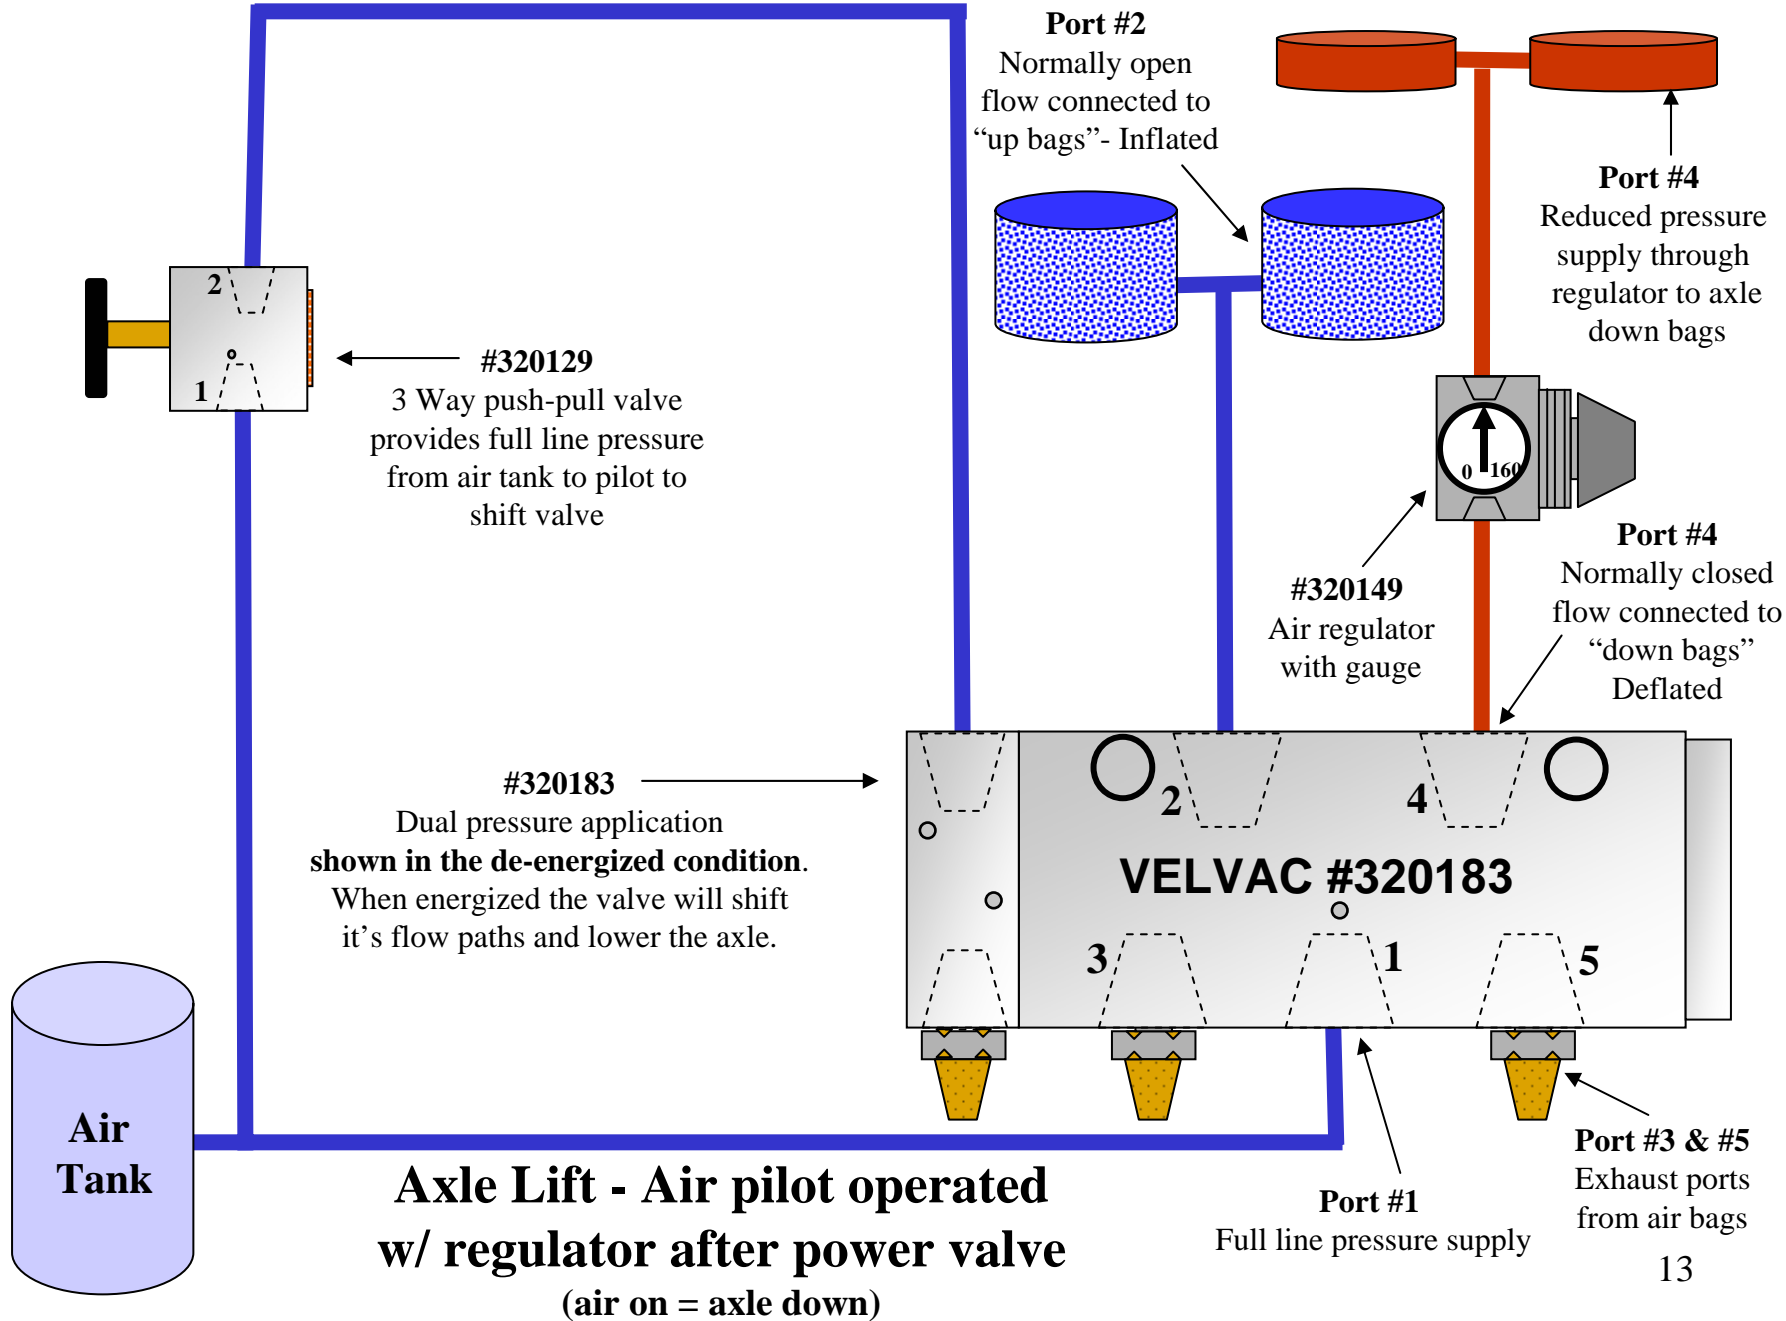 Port #2
Normally open
flow connected to
“up bags”- Inflated
Port #4
Reduced pressure
supply through
regulator to axle
down bags
2
1
#320129
3 Way push-pull valve
provides full line pressure
from air tank to pilot to
shift valve
0 160
#320149
Air regulator
with gauge
Port #4
Normally closed
flow connected to
“down bags”
Deflated
#320183
Dual pressure application
shown in the de-energized condition.
When energized the valve will shift
it’s flow paths and lower the axle.
2 4
VELVAC #320183
3 1 5
Air
Tank
Port #3 & #5
Exhaust ports
from air bags
Port #1
Full line pressure supply
Axle Lift - Air pilot operated
w/ regulator after power valve
(air on = axle down)
13